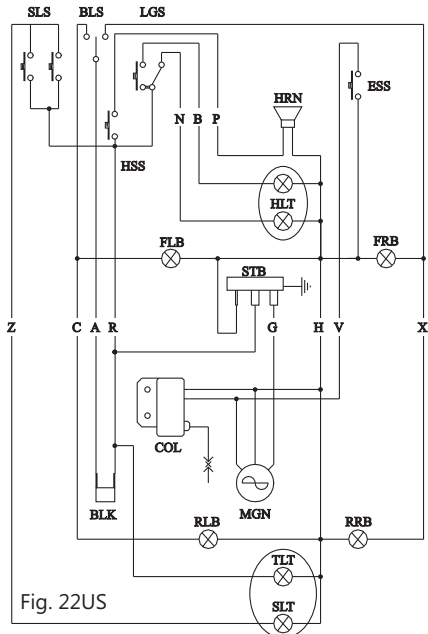 SLS BLS LGS
ESS
HRN
N B P
HSS
HLT
FLB FRB
STB
Z C A R G H V X
COL
BLK MGN
RLB RRB
TLT
SLT
Fig. 22US